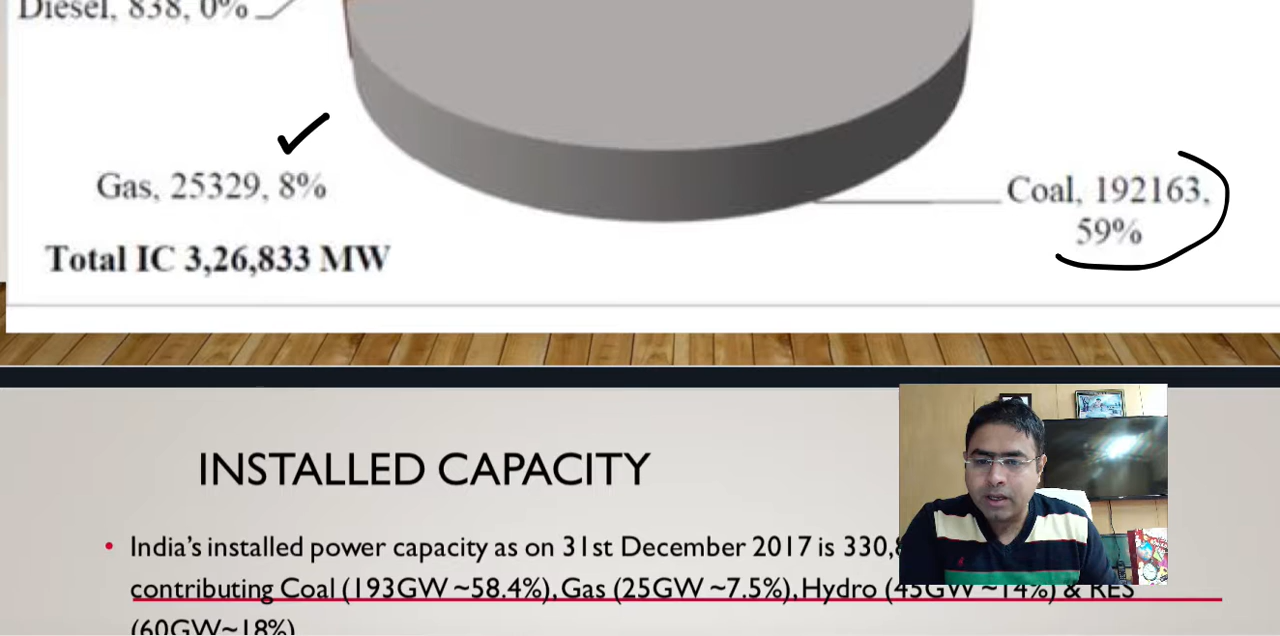 Diesel, 838, 0%
Gas, 25329, 8%
Coal, 192163,
59%
Total IC 3,26,833 MW
INSTALLED CAPACITY
• India's installed power capacity as on 31st December 2017 is 330,
contributing Coal (193GW ~58.4%), Gas (25GW ~7.5%), Hydro (45GW ~14%) & RES
(60GW~18%)